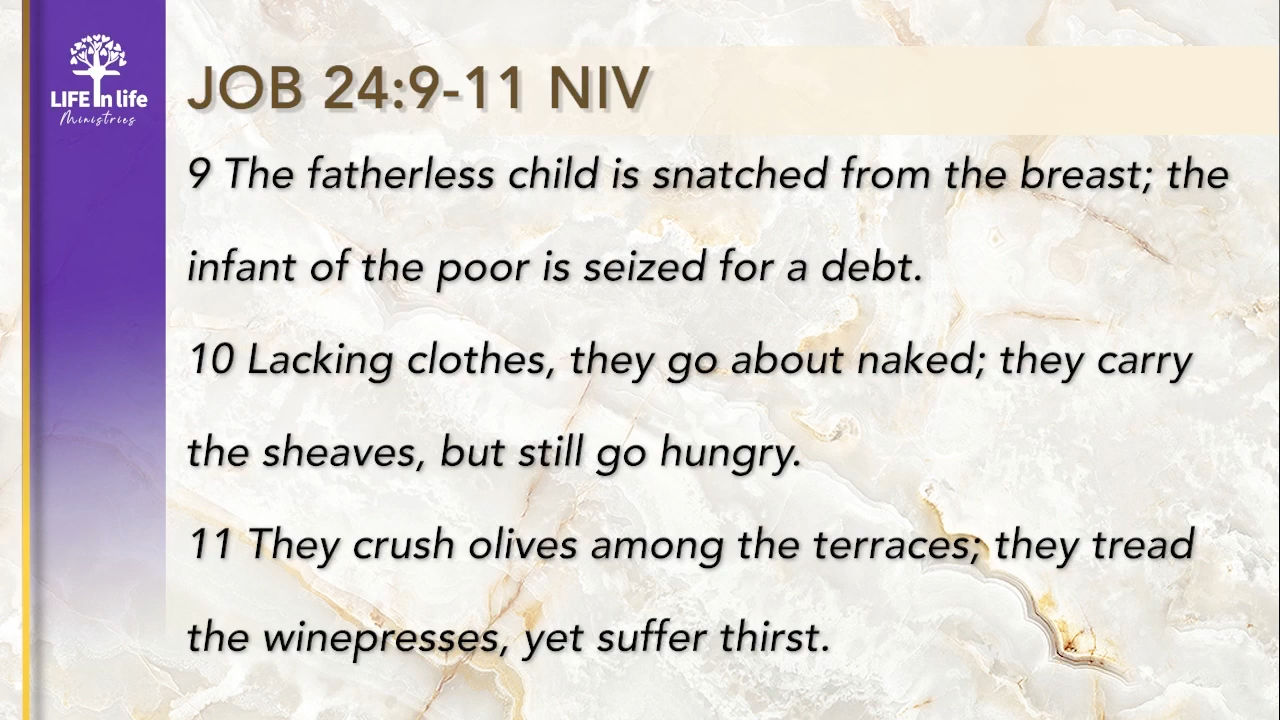 LIFE in life
Ministries
JOB 24:9-11 NIV
9 The fatherless child is snatched from the breast; the
infant of the poor is seized for a debt.
10 Lacking clothes, they go about naked; they carry
the sheaves, but still go hungry.
11 They crush olives among the terraces; they tread
the winepresses, yet suffer thirst.